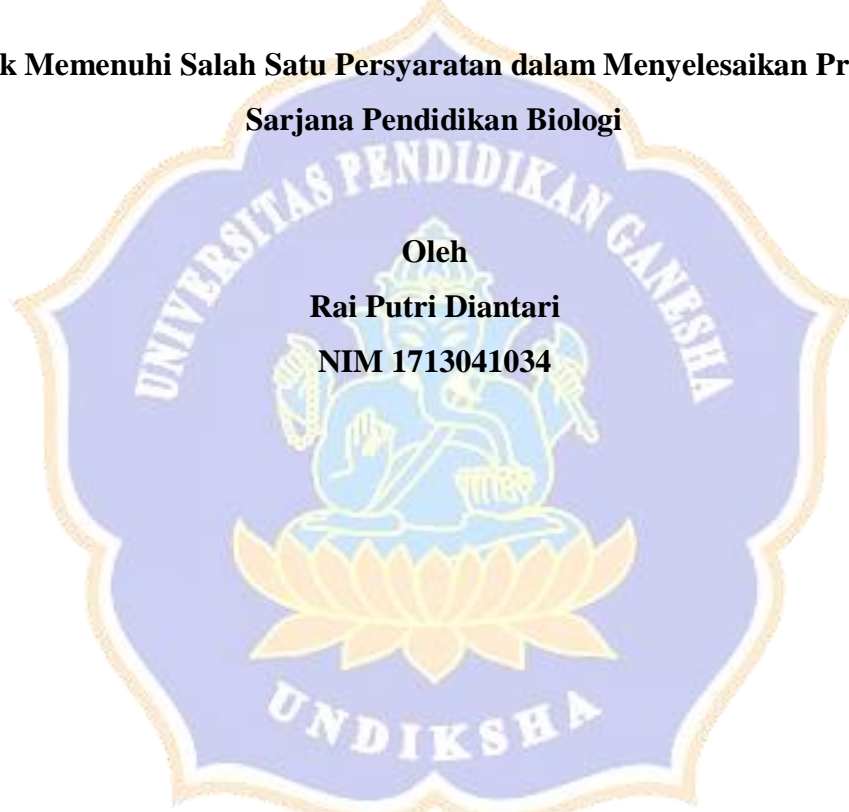 k Memenuhi Salah Satu Persyaratan dalam Menyelesaikan Pr
Sarjana Pendidikan Biologi
UNIVERSITAS PENDIDIKAN GANESHA
Oleh
Rai Putri Diantari
NIM 1713041034
UNDIKSHA